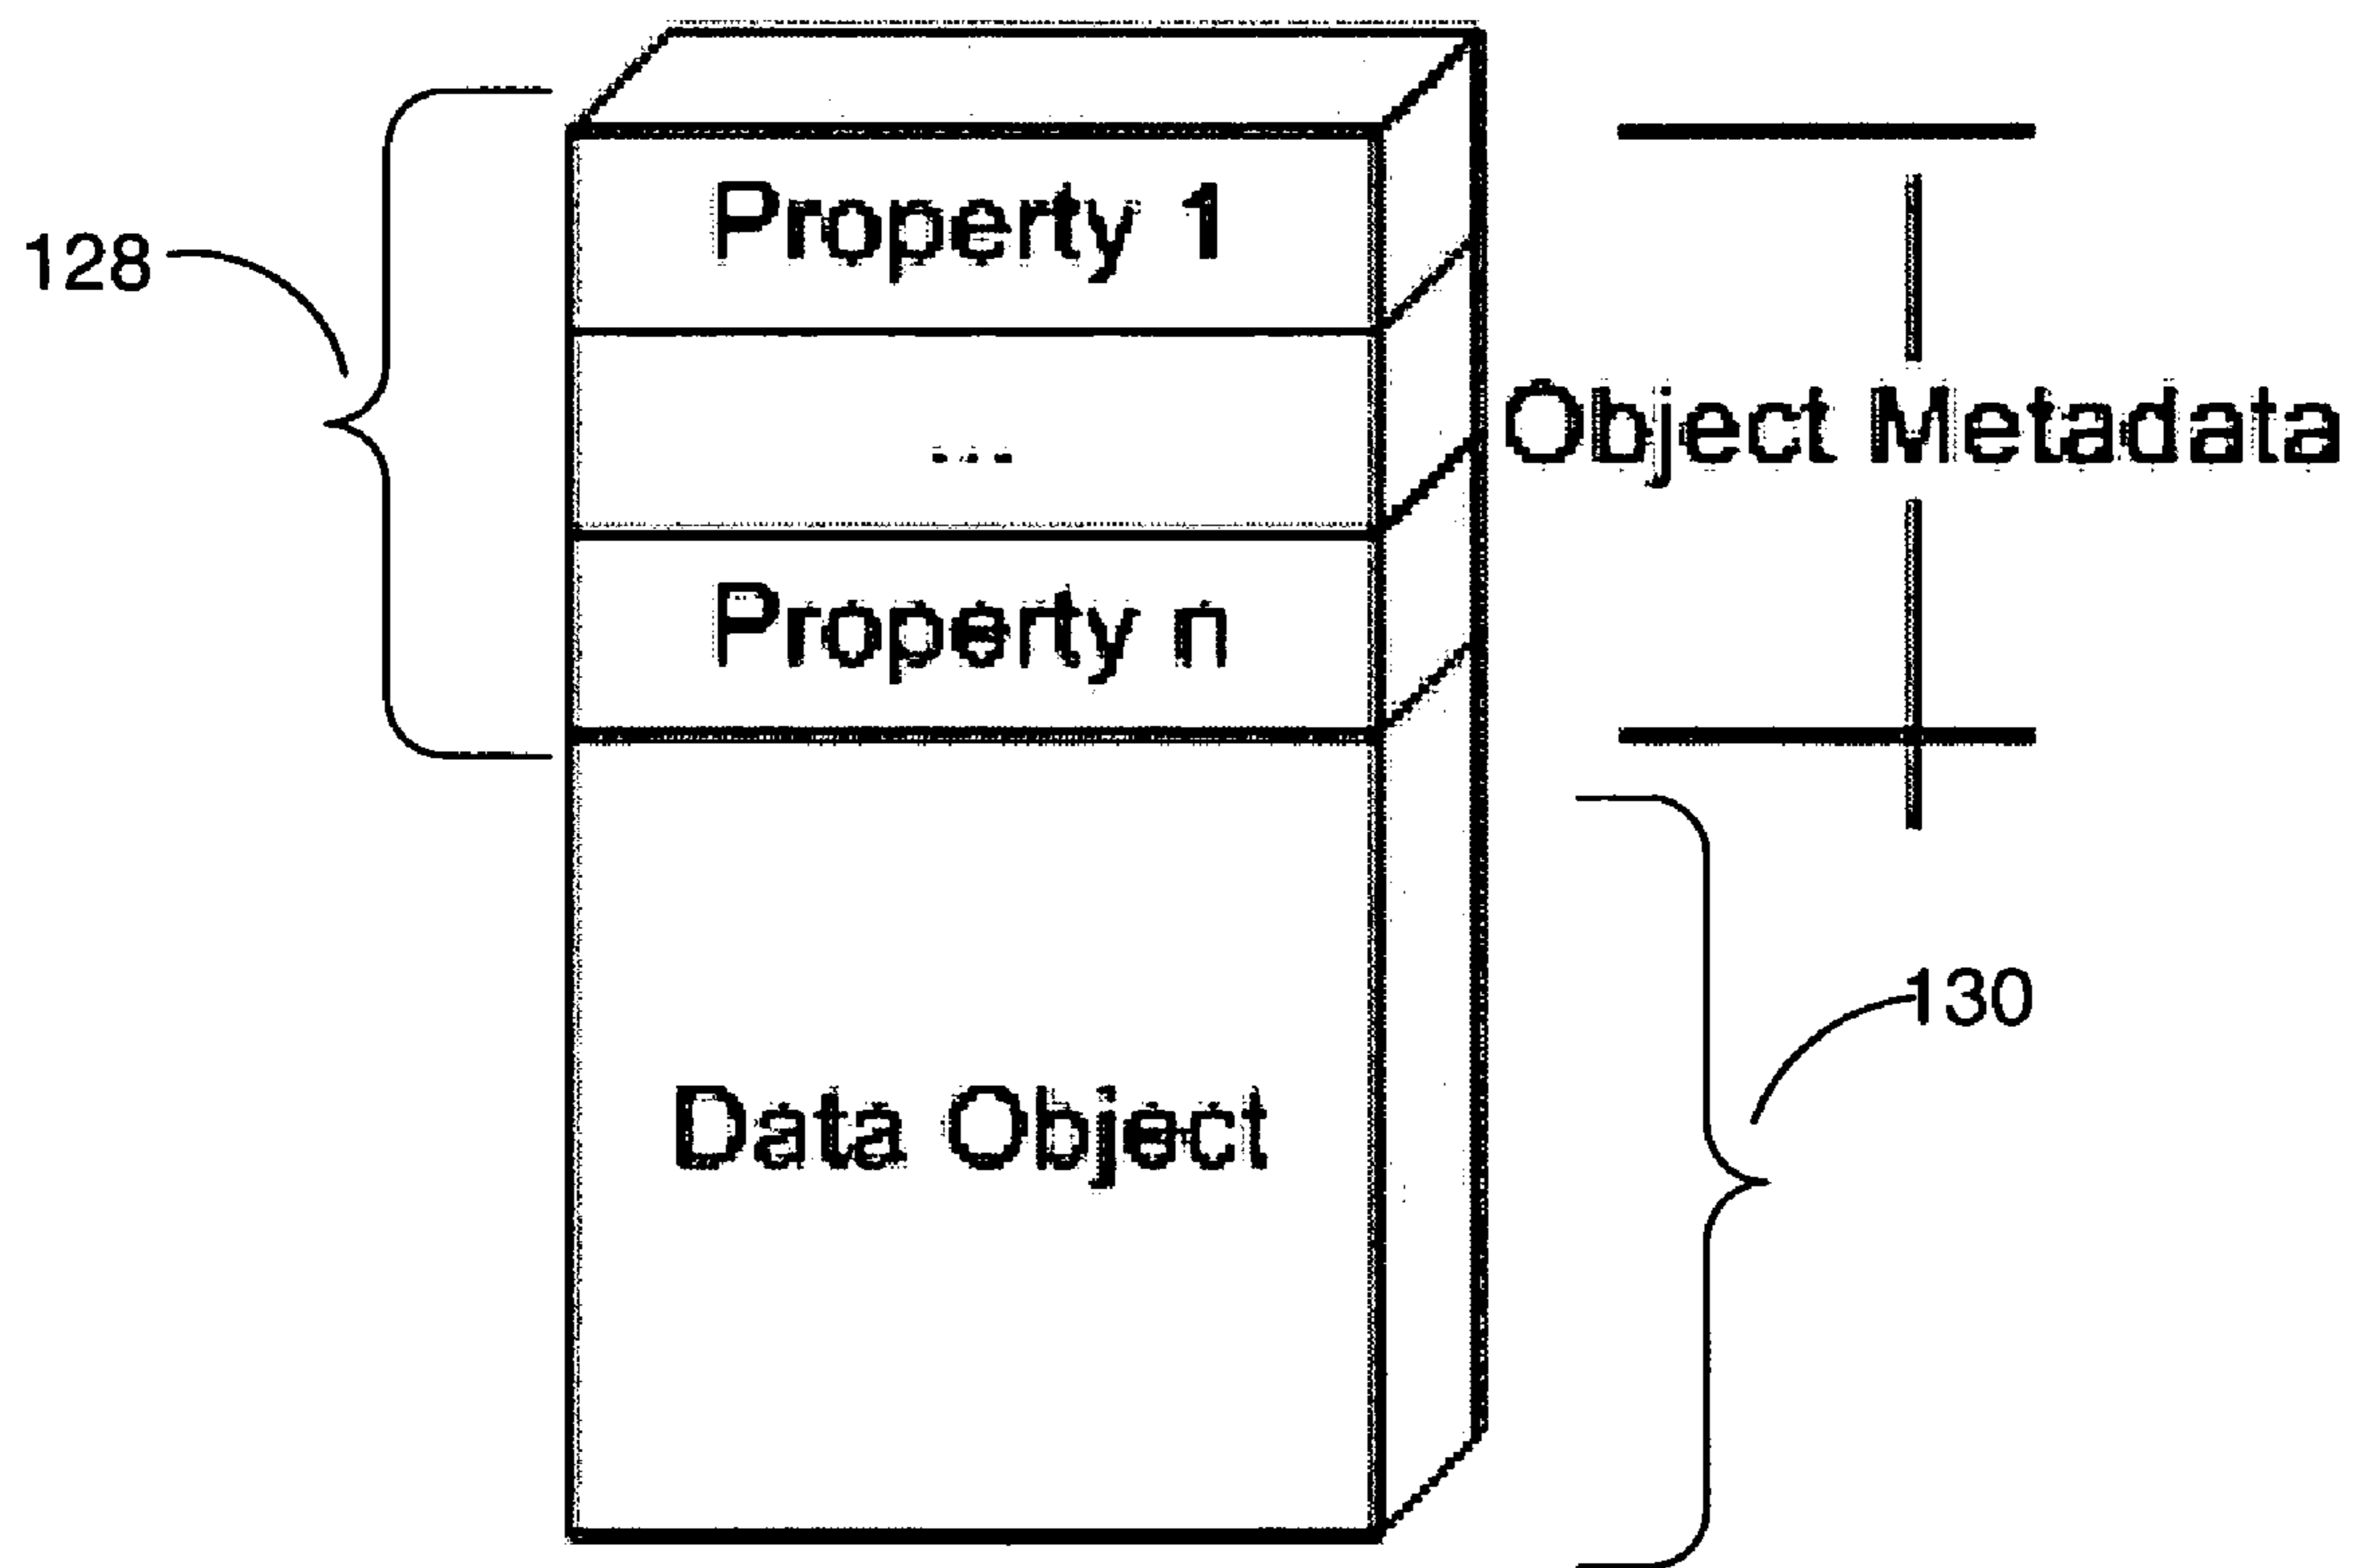 Property 1
128
...
Object Metadata
Property n
130
Data Object